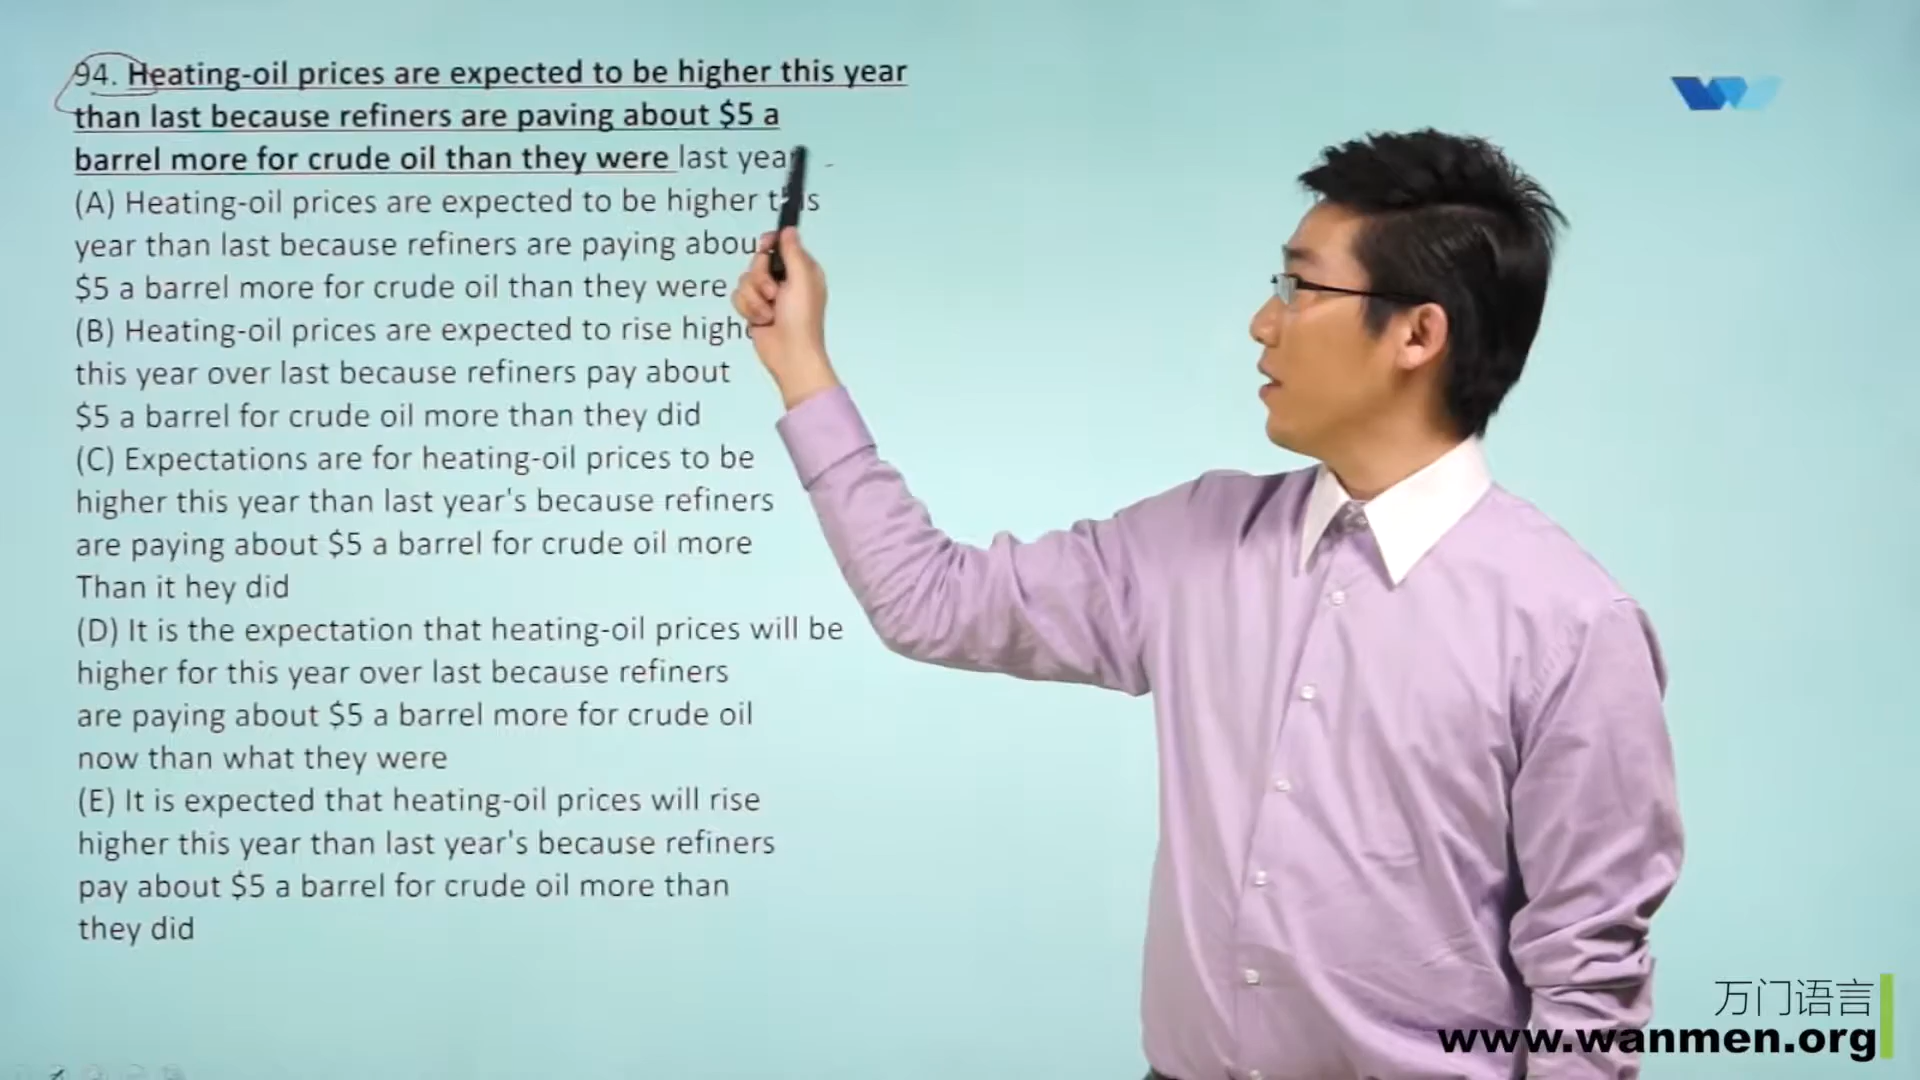 94. Heating-oil prices are expected to be higher this year
than last because refiners are paving about $5 a
barrel more for crude oil than they were last year
(A) Heating-oil prices are expected to be higher this
year than last because refiners are paying about
$5 a barrel more for crude oil than they were
(B) Heating-oil prices are expected to rise higher
this year over last because refiners pay about
$5 a barrel for crude oil more than they did
(C) Expectations are for heating-oil prices to be
higher this year than last year's because refiners
are paying about $5 a barrel for crude oil more
Than it hey did
(D) It is the expectation that heating-oil prices will be
higher for this year over last because refiners
are paying about $5 a barrel more for crude oil
now than what they were
(E) It is expected that heating-oil prices will rise
higher this year than last year's because refiners
pay about $5 a barrel for crude oil more than
they did
万门语言
www.wanmen.org